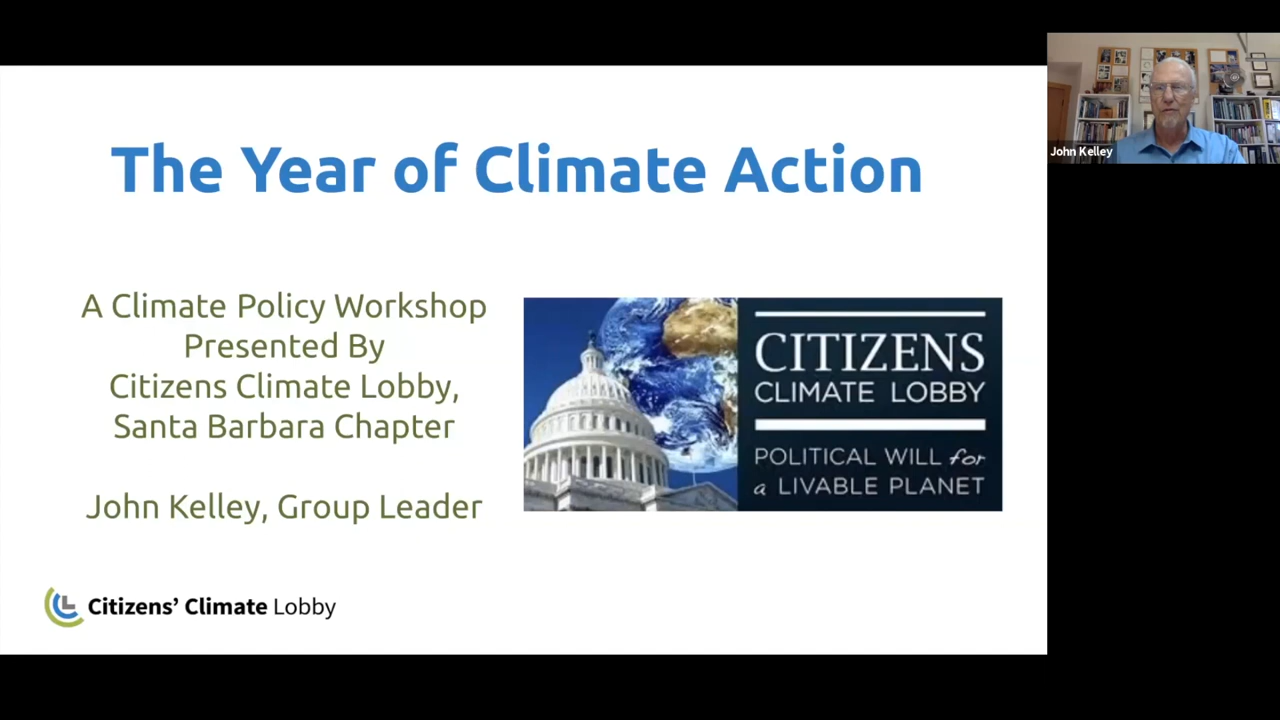 The Year of Climate Action
A Climate Policy Workshop
Presented By
Citizens Climate Lobby,
Santa Barbara Chapter
John Kelley, Group Leader
CITIZENS
CLIMATE LOBBY
POLITICAL WILL for
a LIVABLE PLANET
Citizens’ Climate Lobby
John Kelley